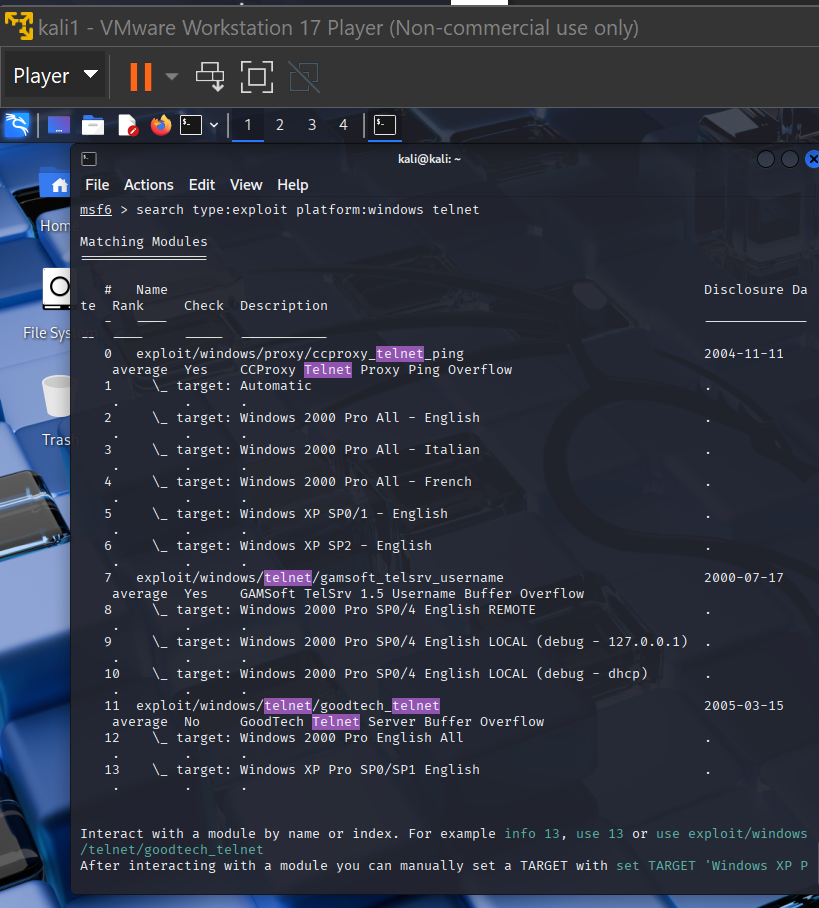 kali1 - VMware Workstation 17 Player (Non-commercial use only)
Player
1 2 3 4
kali@kali: ~
File Actions Edit View Help
Home
File Sys
Trash
msf6 > search type:exploit platform:windows telnet
Matching Modules
================
# Name Disclosure Da
te Rank Check Description
- ---- -------------
-- ---- ----- -----------
0 exploit/windows/proxy/ccproxy_telnet_ping 2004-11-11
average Yes CCProxy Telnet Proxy Ping Overflow
1 \_ target: Automatic .
. . .
2 \_ target: Windows 2000 Pro All - English .
. . .
3 \_ target: Windows 2000 Pro All - Italian .
. . .
4 \_ target: Windows 2000 Pro All - French .
. . .
5 \_ target: Windows XP SP0/1 - English .
. . .
6 \_ target: Windows XP SP2 - English .
. . .
7 exploit/windows/telnet/gamsoft_telsrv_username 2000-07-17
average Yes GAMSoft TelSrv 1.5 Username Buffer Overflow
8 \_ target: Windows 2000 Pro SP0/4 English REMOTE .
. . .
9 \_ target: Windows 2000 Pro SP0/4 English LOCAL (debug - 127.0.0.1) .
. . .
10 \_ target: Windows 2000 Pro SP0/4 English LOCAL (debug - dhcp) .
. . .
11 exploit/windows/telnet/goodtech_telnet 2005-03-15
average No GoodTech Telnet Server Buffer Overflow
12 \_ target: Windows 2000 Pro English All .
. . .
13 \_ target: Windows XP Pro SP0/SP1 English .
. . .
Interact with a module by name or index. For example info 13, use 13 or use exploit/windows
/telnet/goodtech_telnet
After interacting with a module you can manually set a TARGET with set TARGET 'Windows XP P